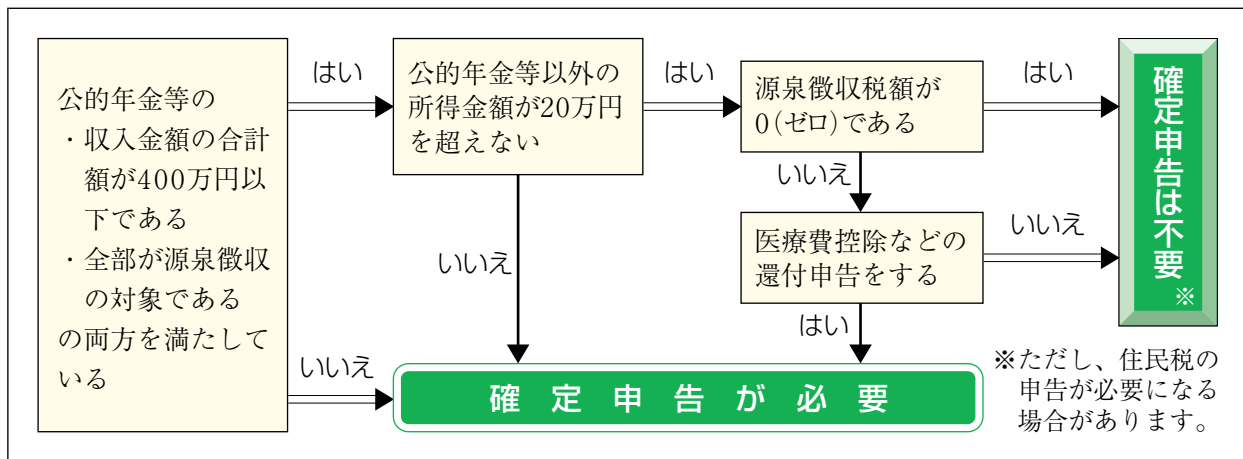 公的年金等の
・収入金額の合計
額が400万円以
下である
・全部が源泉徴収
の対象である
の両方を満たして
いる
はい
いいえ
公的年金等以外の
所得金額が20万円
を超えない
はい
いいえ
源泉徴収税額が
0(ゼロ)である
はい
いいえ
医療費控除などの
還付申告をする
いいえ
はい
確定申告は不要※
確定申告が必要
※ただし、住民税の
申告が必要になる
場合があります。